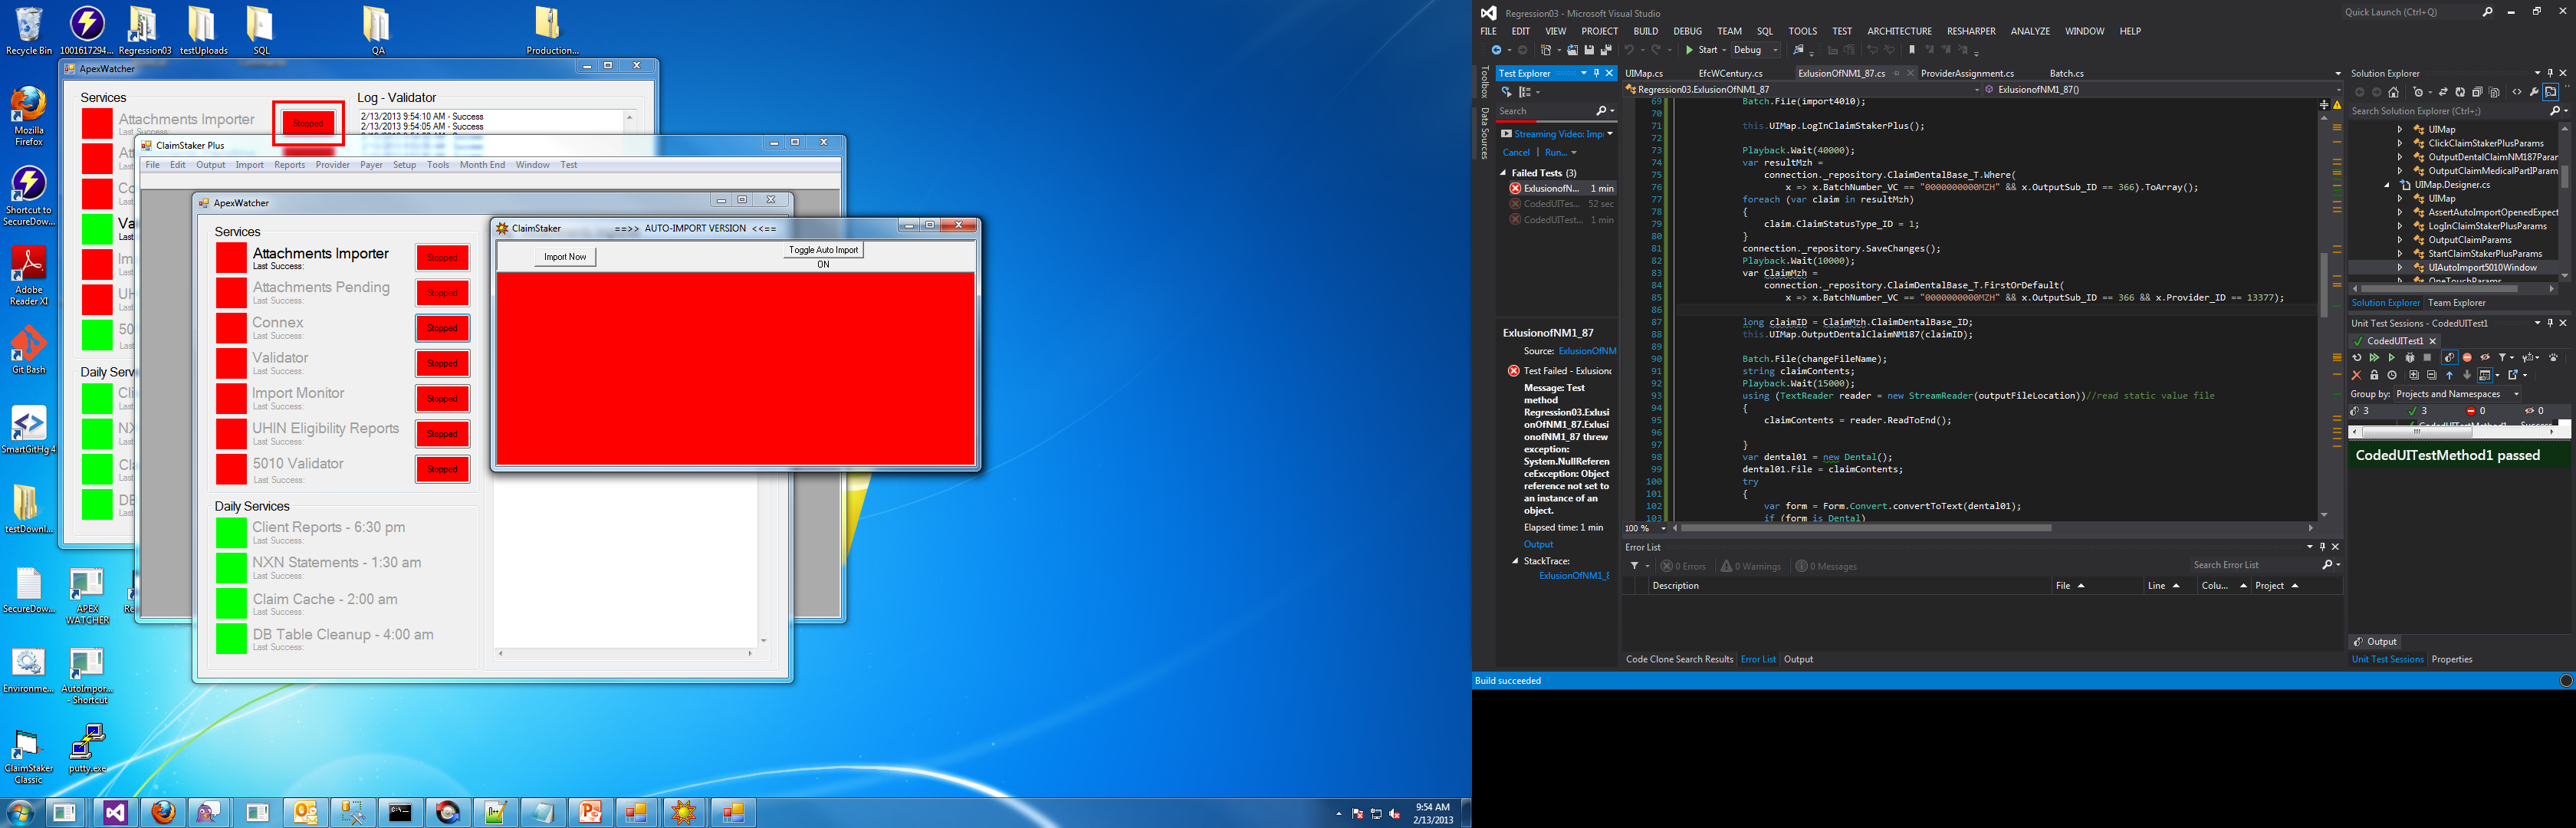 Recycle Bin
1001617294...
Regression03
testUploads
SQL
QA
Production...
Mozilla
Firefox
Shortcut to
SecureDow...
Adobe
Reader XI
Git Bash
SmartGitHg 4
testDownl...
SecureDow...
APEX
WATCHER
Environme...
AutoImpor...
- Shortcut
ClaimStaker
Classic
putty.exe
ApexWatcher
Services
Attachments Importer
Last Success:
Stopped
Log - Validator
2/13/2013 9:54:10 AM - Success
2/13/2013 9:54:05 AM - Success
Daily Serv
ClaimStaker Plus
File Edit Output Import Reports Provider Payer Setup Tools Month End Window Test
ApexWatcher
Services
Attachments Importer
Last Success:
Stopped
Attachments Pending
Last Success:
Stopped
Connex
Last Success:
Stopped
Validator
Last Success:
Stopped
Import Monitor
Last Success:
Stopped
UHIN Eligibility Reports
Last Success:
Stopped
5010 Validator
Last Success:
Stopped
Daily Services
Client Reports - 6:30 pm
Last Success:
NXN Statements - 1:30 am
Last Success:
Claim Cache - 2:00 am
Last Success:
DB Table Cleanup - 4:00 am
Last Success:
ClaimStaker ==>> AUTO-IMPORT VERSION <<==
Import Now
Toggle Auto Import
ON
9:54 AM
2/13/2013
Regression03 - Microsoft Visual Studio
Quick Launch (Ctrl+Q)
FILE EDIT VIEW PROJECT BUILD DEBUG TEAM SQL TOOLS TEST ARCHITECTURE RESHARPER ANALYZE WINDOW HELP
Start
Debug
Toolbox
Data Sources
Test Explorer
Search
Streaming Video: Imp
Cancel | Run...
Failed Tests (3)
ExlusionofN... 1 min
CodedUITes... 52 sec
CodedUITest... 1 min
ExlusionofNM1_87
Source: ExlusionOfNM
Test Failed - Exlusion
Message: Test
method
Regression03.Exlusi
onOfNM1_87.Exlusi
onofNM1_87 threw
exception:
System.NullReferen
ceException: Object
reference not set to
an instance of an
object.
Elapsed time: 1 min
Output
StackTrace:
ExlusionOfNM1_8
UIMap.cs EfcWCentury.cs ExlusionOfNM1_87.cs ProviderAssignment.cs Batch.cs
Regression03.ExlusionOfNM1_87
ExlusionofNM1_87()
69 Batch.File(import4010);
70
71 this.UIMap.LogInClaimStakerPlus();
72
73 Playback.Wait(40000);
74 var resultMzh =
75 connection._repository.ClaimDentalBase_T.Where(
76 x => x.BatchNumber_VC == "0000000000MZH" && x.OutputSub_ID == 366).ToArray();
77 foreach (var claim in resultMzh)
78 {
79 claim.ClaimStatusType_ID = 1;
80 }
81 connection._repository.SaveChanges();
82 Playback.Wait(10000);
83 var ClaimMzh =
84 connection._repository.ClaimDentalBase_T.FirstOrDefault(
85 x => x.BatchNumber_VC == "0000000000MZH" && x.OutputSub_ID == 366 && x.Provider_ID == 13377);
86
87 long claimID = ClaimMzh.ClaimDentalBase_ID;
88 this.UIMap.OutputDentalClaimNM187(claimID);
89
90 Batch.File(changeFileName);
91 string claimContents;
92 Playback.Wait(15000);
93 using (TextReader reader = new StreamReader(outputFileLocation))//read static value file
94 {
95 claimContents = reader.ReadToEnd();
96
97 }
98 var dental01 = new Dental();
99 dental01.File = claimContents;
100 try
101 {
102 var form = Form.Convert.convertToText(dental01);
103 if (form is Dental)
100 %
Error List
0 Errors 0 Warnings 0 Messages
Search Error List
Description File Line Colu... Project
Code Clone Search Results Error List Output
Build succeeded
Solution Explorer
Search Solution Explorer (Ctrl+;)
UIMap
ClickClaimStakerPlusParams
OutputDentalClaimNM187Paran
OutputClaimMedicalPartIParam
UIMap.Designer.cs
UIMap
AssertAutoImportOpenedExpect
LogInClaimStakerPlusParams
OutputClaimParams
StartClaimStakerPlusParams
UIAutoImport5010Window
OneTouchParams
Solution Explorer Team Explorer
Unit Test Sessions - CodedUITest1
CodedUITest1
Group by: Projects and Namespaces
3 3 0 0
CodedUITestMethod1 Success
CodedUITestMethod1 passed
Output
Unit Test Sessions Properties